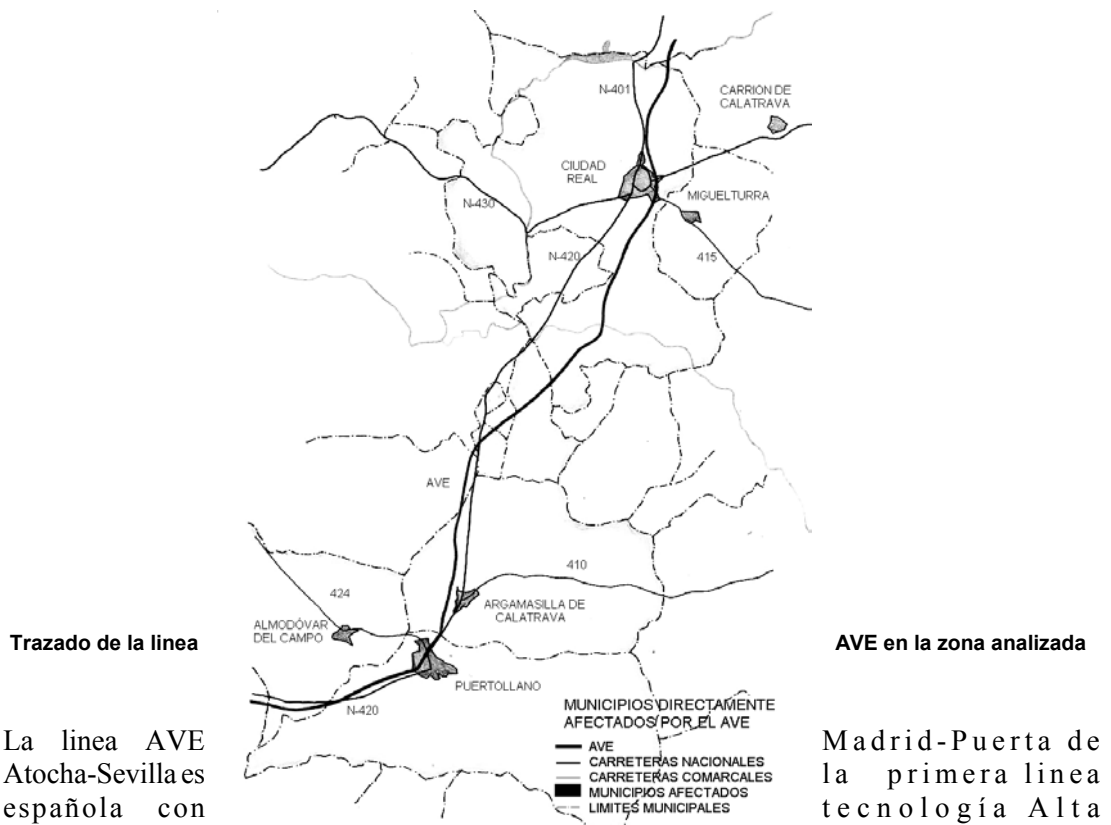 N-401
CARRION DE
CALATRAVA
CIUDAD
REAL
MIGUELTURRA
N-430
N-420
415
AVE
410
424
ARGAMASILLA DE
CALATRAVA
ALMODÓVAR
DEL CAMPO
PUERTOLLANO
N-420
MUNICIPIOS DIRECTAMENTE
AFECTADOS POR EL AVE
AVE
CARRETERAS NACIONALES
CARRETERAS COMARCALES
MUNICIPIOS AFECTADOS
LIMITES MUNICIPALES
Trazado de la linea AVE en la zona analizada
La linea AVE Madrid-Puerta de
Atocha-Sevilla es la primera linea
española con tecnología Alta